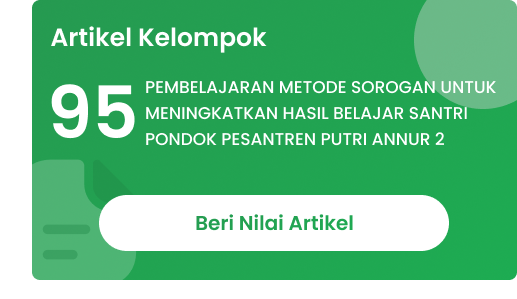 Artikel Kelompok
95
PEMBELAJARAN METODE SOROGAN UNTUK
MENINGKATKAN HASIL BELAJAR SANTRI
PONDOK PESANTREN PUTRI ANNUR 2
Beri Nilai Artikel